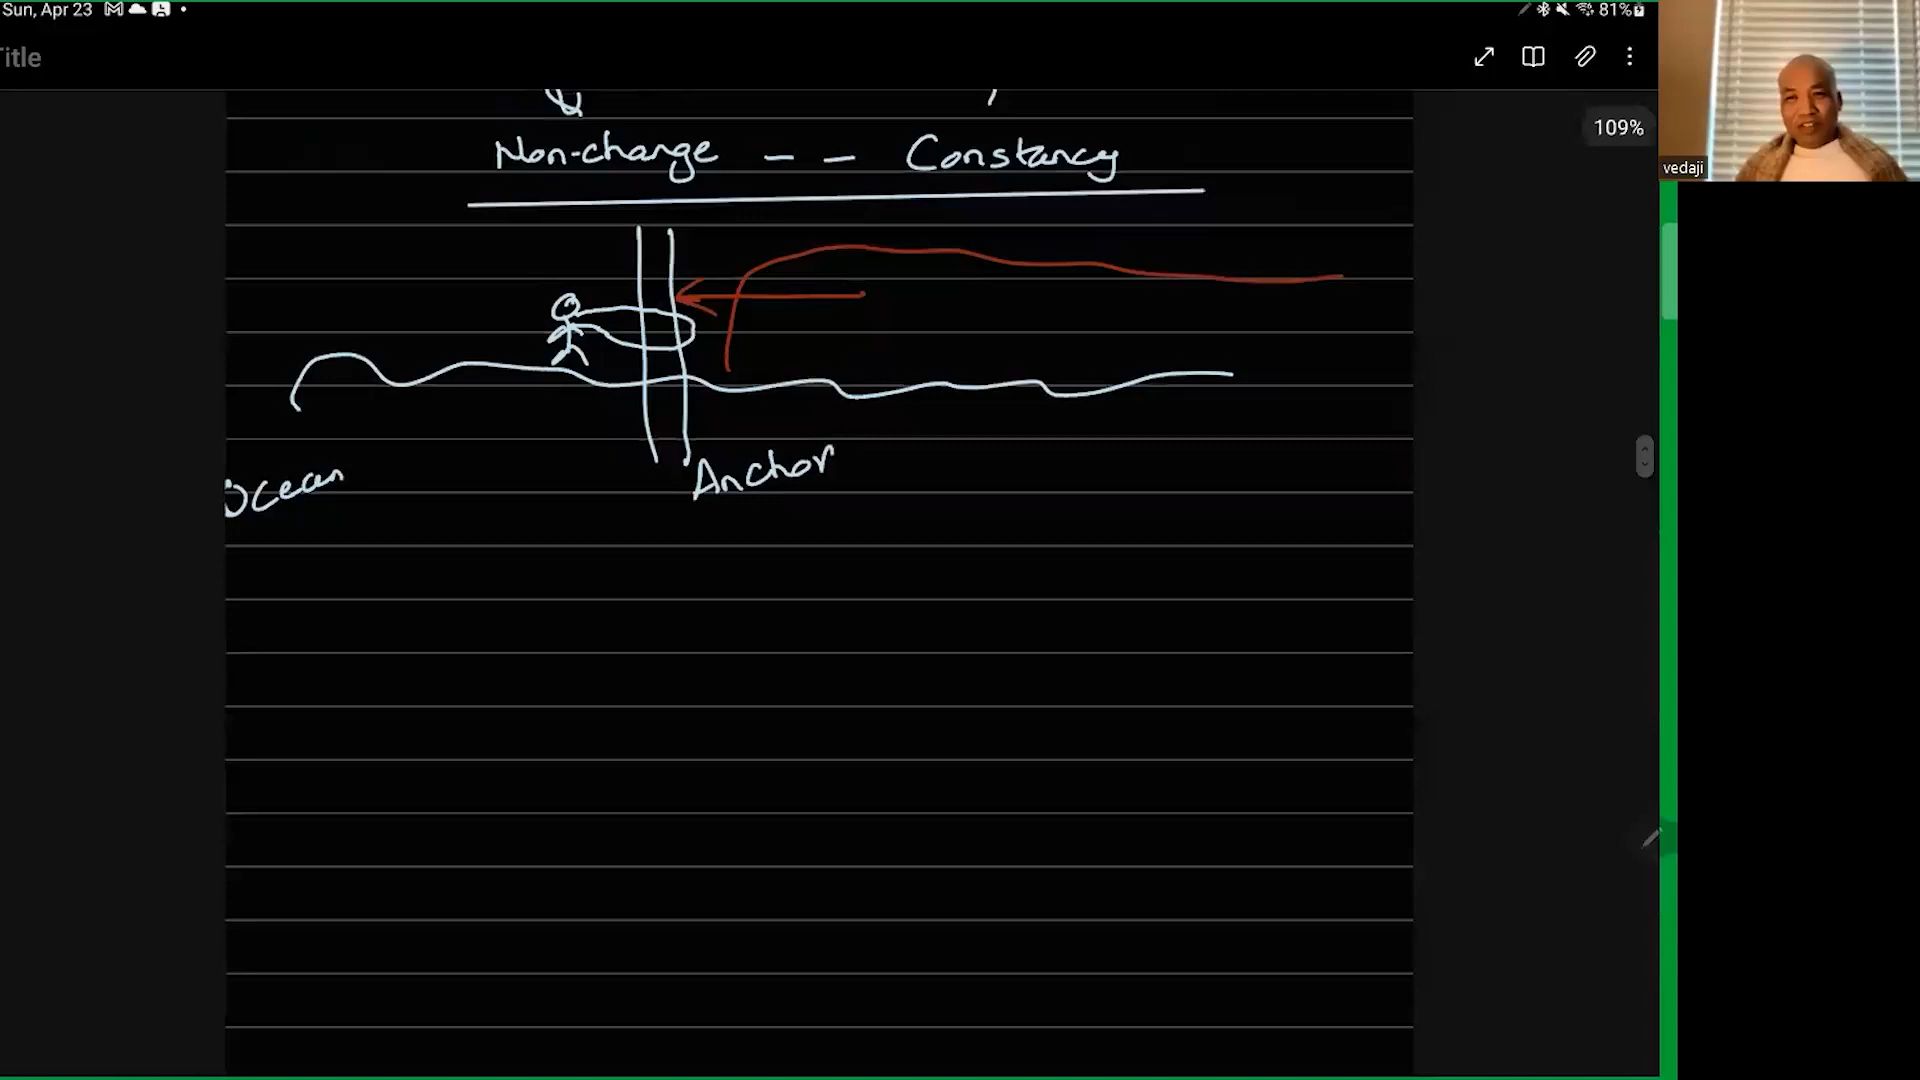 Sun, Apr 23
81%
Title
109%
vedaji
Non-change - - Constancy
Anchor
Ocean